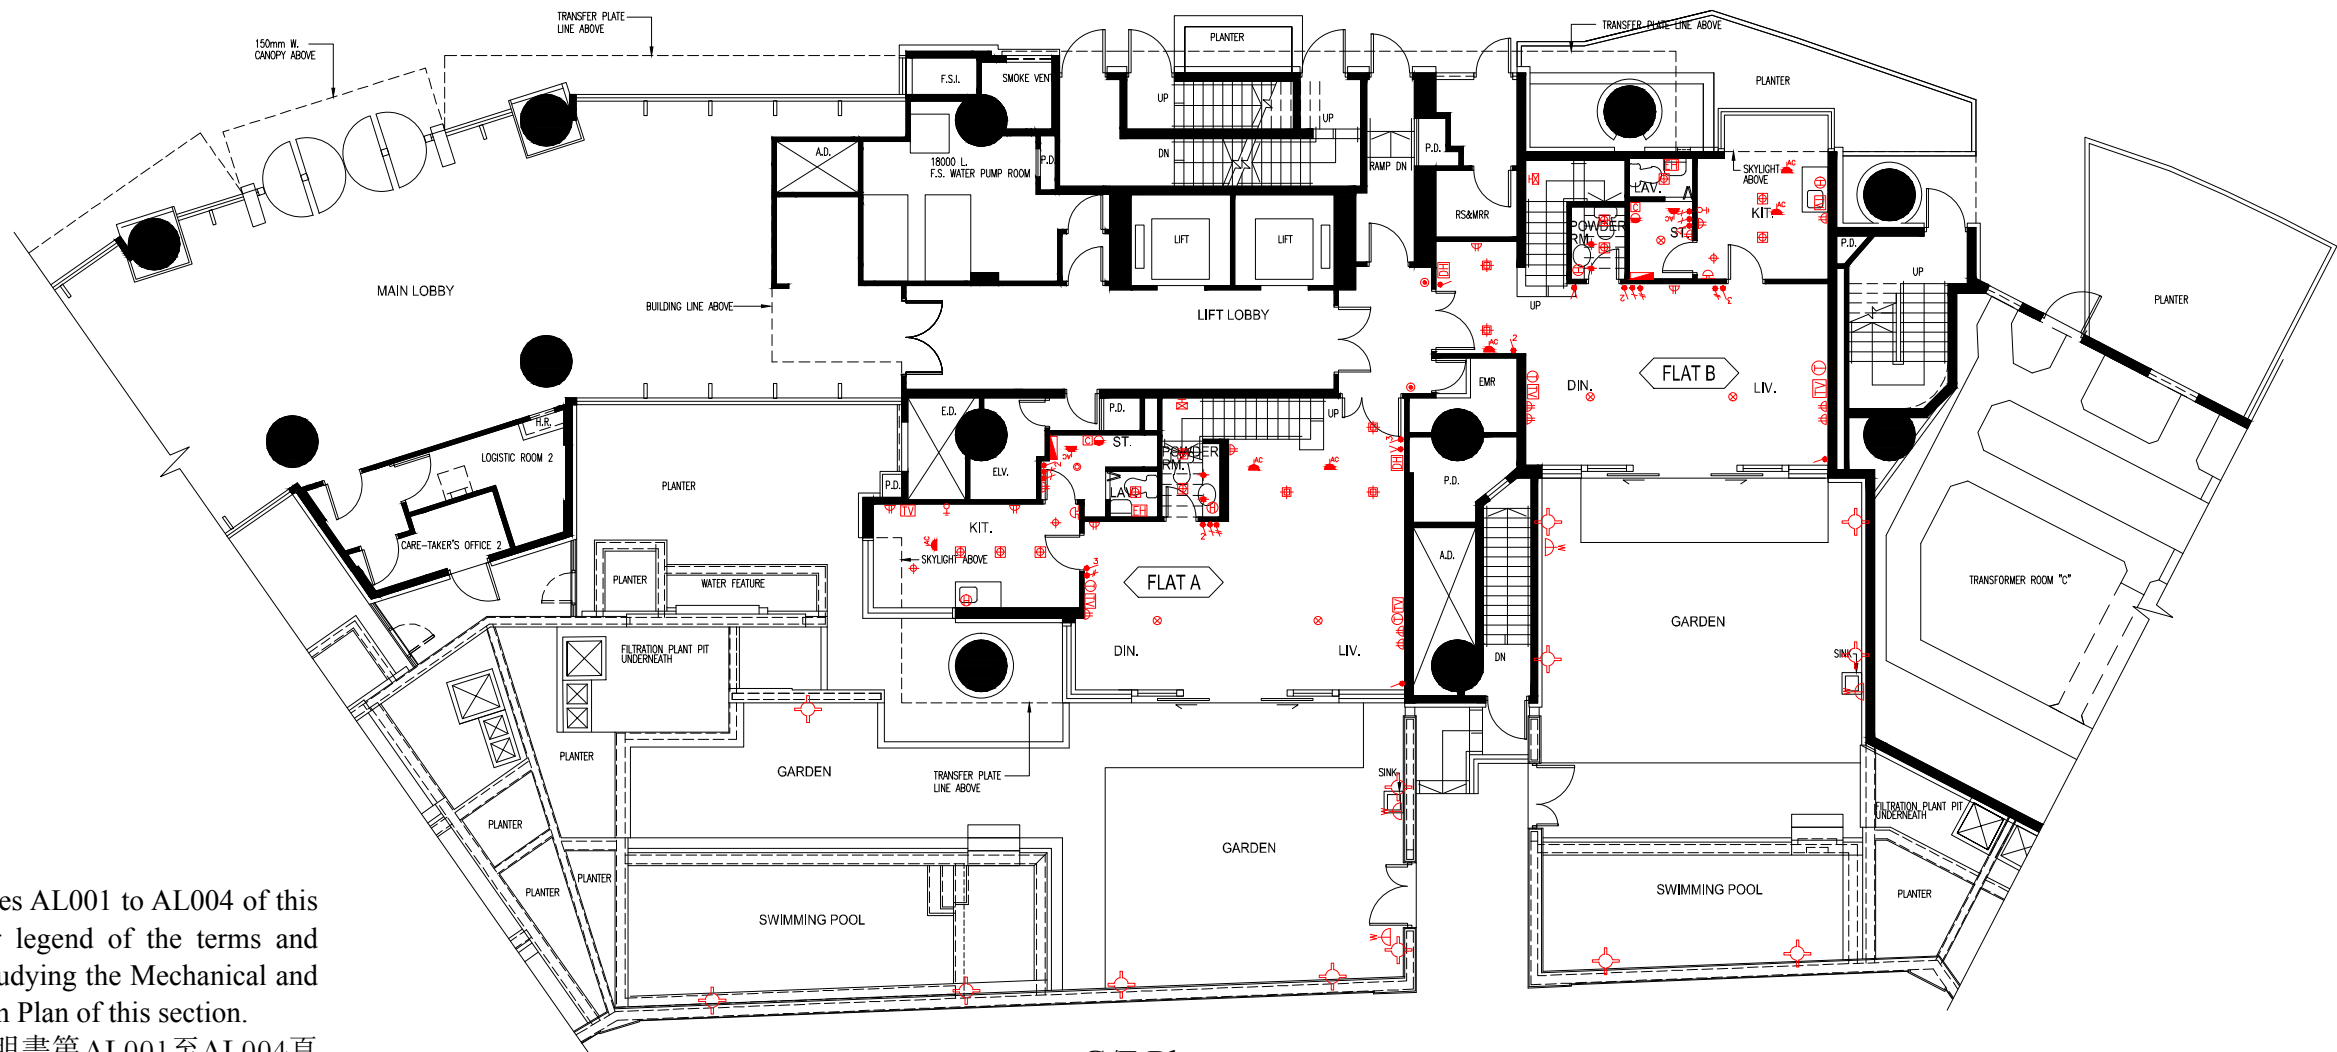 TRANSFER PLATE
LINE ABOVE
150mm W.
CANOPY ABOVE
PLANTER
TRANSFER PLATE LINE ABOVE
F.S.I.
SMOKE VENT
PLANTER
UP
UP
A.D.
DN
P.D.
18000 L.
F.S. WATER PUMP ROOM
P.D.
RAMP DN
SKYLIGHT
ABOVE
LAV.
KIT.
RS&MRR
POWDER
RM.
ST.
LIFT
LIFT
P.D.
UP
MAIN LOBBY
BUILDING LINE ABOVE
LIFT LOBBY
UP
PLANTER
DIN.
FLAT B
LIV.
EMR
H.R.
E.D.
P.D.
UP
LOGISTIC ROOM 2
ELV.
ST.
POWDER
RM.
PLANTER
P.D.
LAV.
P.D.
CARE-TAKER'S OFFICE 2
KIT.
SKYLIGHT ABOVE
A.D.
PLANTER
WATER FEATURE
FLAT A
TRANSFORMER ROOM "C"
GARDEN
FILTRATION PLANT PIT
UNDERNEATH
DIN.
LIV.
DN
SINK
PLANTER
GARDEN
TRANSFER PLATE
LINE ABOVE
SINK
FILTRATION PLANT PIT
UNDERNEATH
PLANTER
GARDEN
PLANTER
PLANTER
SWIMMING POOL
SWIMMING POOL
PLANTER
es AL001 to AL004 of this
legend of the terms and
udying the Mechanical and
n Plan of this section.